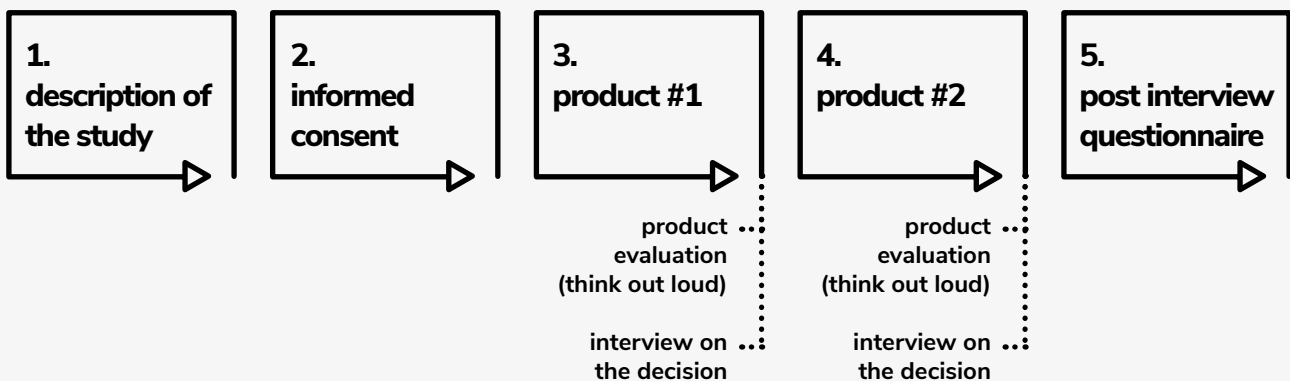 1.
description of
the study
2.
informed
consent
3.
product #1
4.
product #2
5.
post interview
questionnaire
product
evaluation
(think out loud)
interview on
the decision
product
evaluation
(think out loud)
interview on
the decision